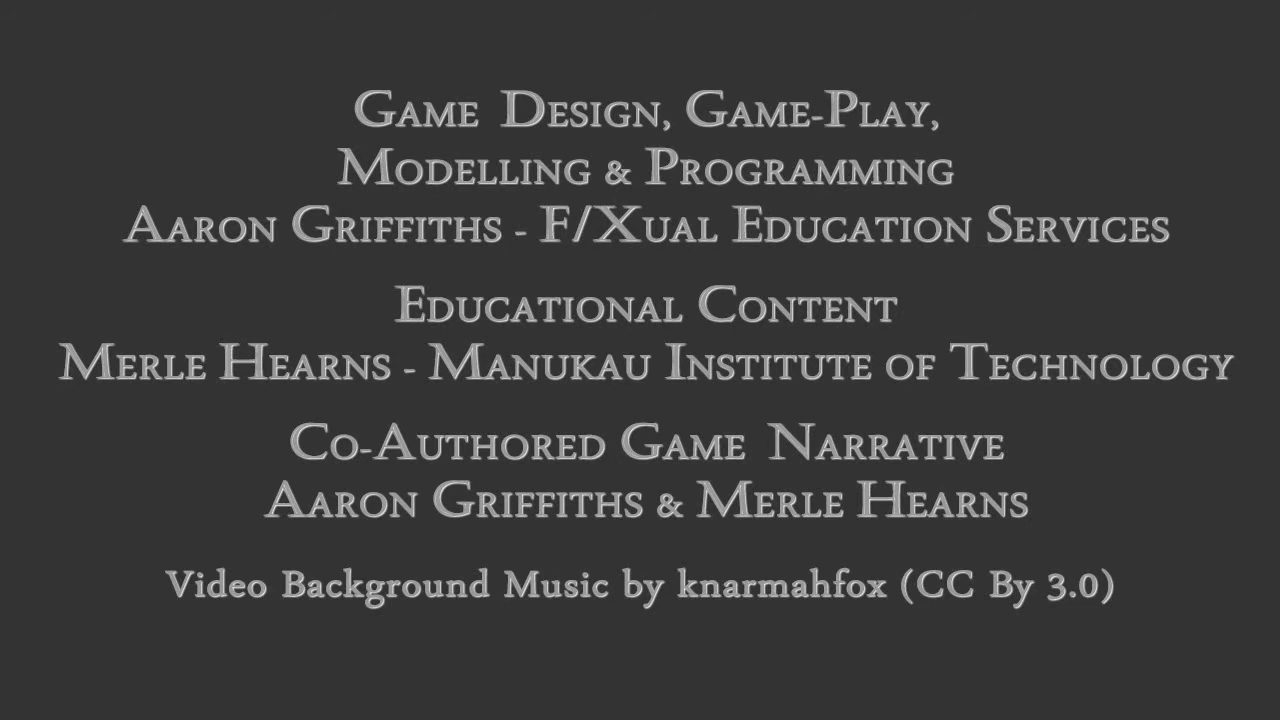 Game Design, Game-Play,
Modelling & Programming
Aaron Griffiths - F/Xual Education Services
Educational Content
Merle Hearns - Manukau Institute of Technology
Co-Authored Game Narrative
Aaron Griffiths & Merle Hearns
Video Background Music by knarmahfox (CC By 3.0)